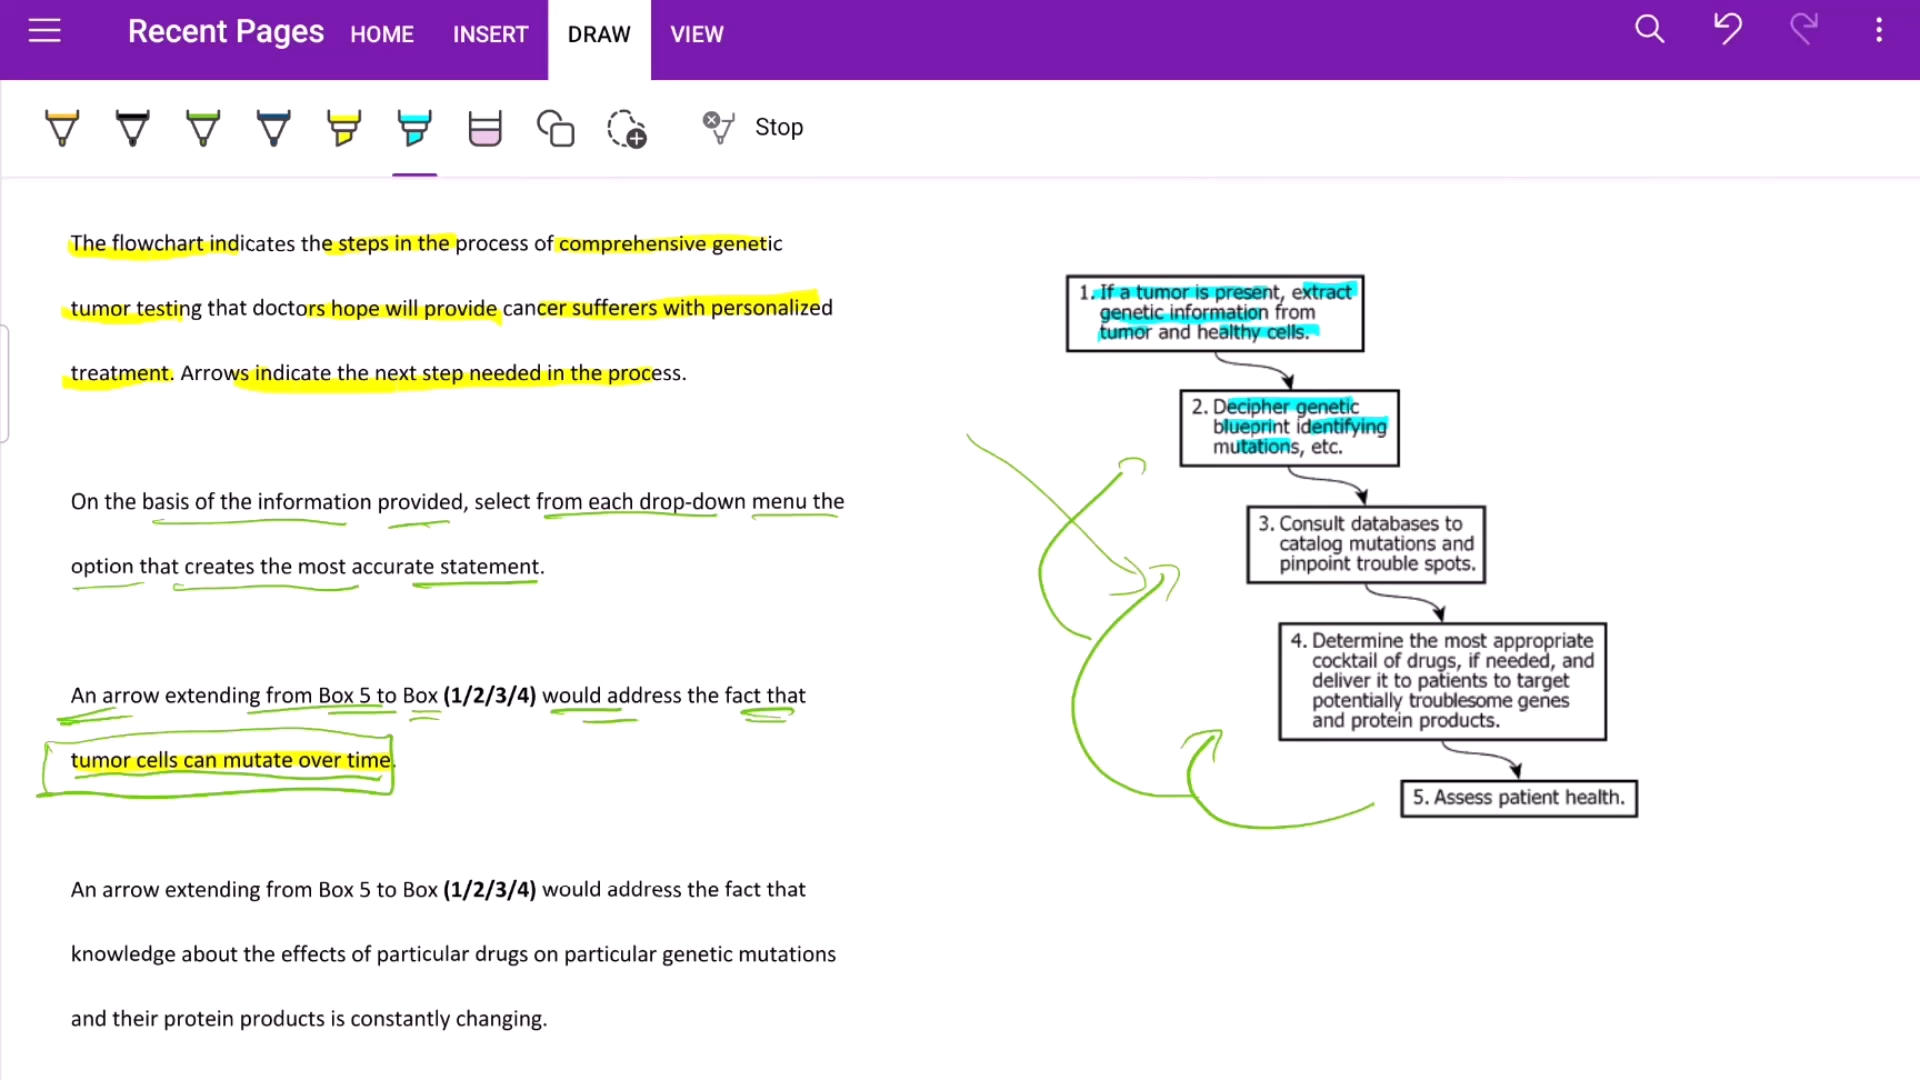 Recent Pages HOME INSERT DRAW VIEW
Stop
The flowchart indicates the steps in the process of comprehensive genetic
tumor testing that doctors hope will provide cancer sufferers with personalized
treatment. Arrows indicate the next step needed in the process.
On the basis of the information provided, select from each drop-down menu the
option that creates the most accurate statement.
An arrow extending from Box 5 to Box (1/2/3/4) would address the fact that
tumor cells can mutate over time.
An arrow extending from Box 5 to Box (1/2/3/4) would address the fact that
knowledge about the effects of particular drugs on particular genetic mutations
and their protein products is constantly changing.
1. If a tumor is present, extract
genetic information from
tumor and healthy cells.
2. Decipher genetic
blueprint identifying
mutations, etc.
3. Consult databases to
catalog mutations and
pinpoint trouble spots.
4. Determine the most appropriate
cocktail of drugs, if needed, and
deliver it to patients to target
potentially troublesome genes
and protein products.
5. Assess patient health.